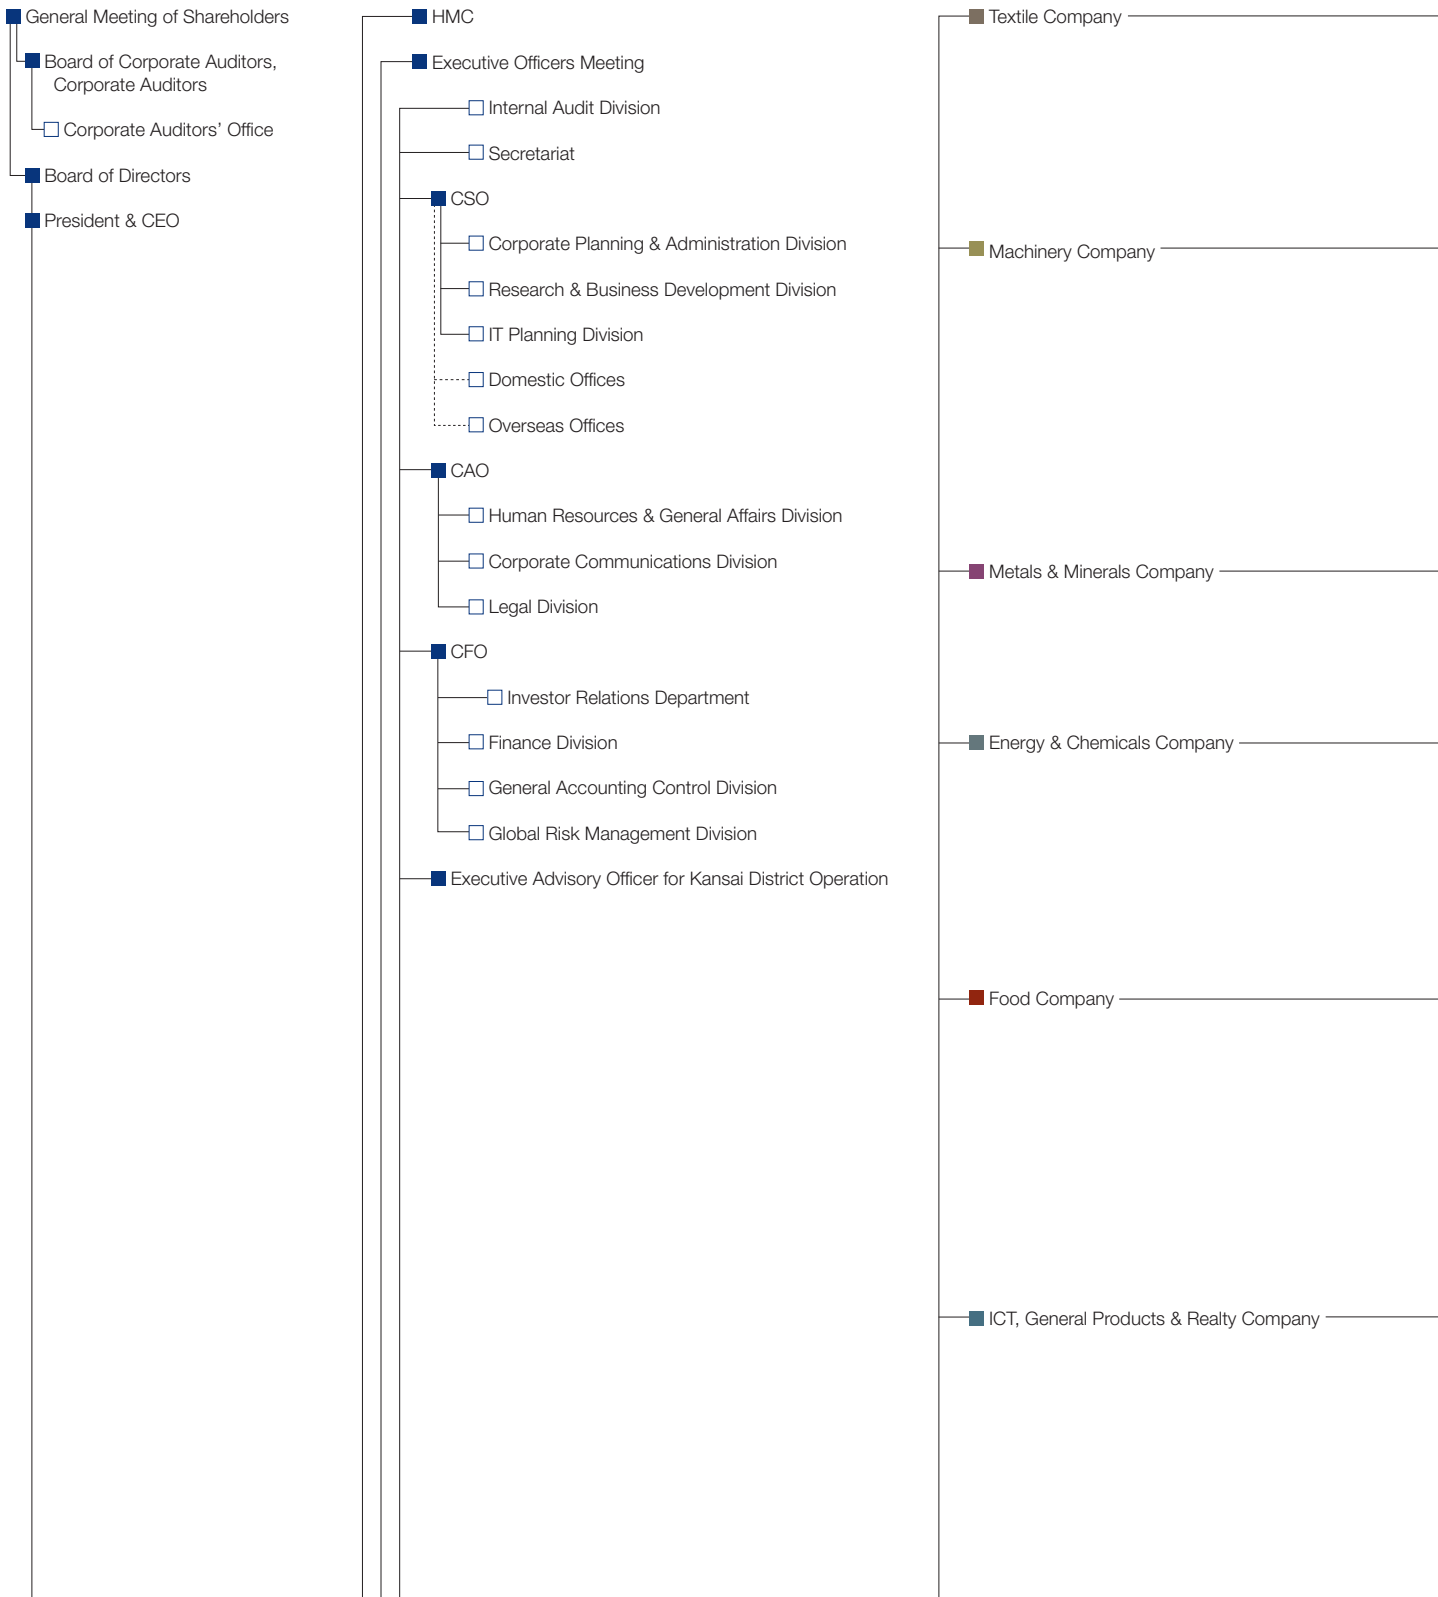 General Meeting of Shareholders
Board of Corporate Auditors,
Corporate Auditors
Corporate Auditors’ Office
Board of Directors
President & CEO
HMC
Executive Officers Meeting
Internal Audit Division
Secretariat
CSO
Corporate Planning & Administration Division
Research & Business Development Division
IT Planning Division
Domestic Offices
Overseas Offices
CAO
Human Resources & General Affairs Division
Corporate Communications Division
Legal Division
CFO
Investor Relations Department
Finance Division
General Accounting Control Division
Global Risk Management Division
Executive Advisory Officer for Kansai District Operation
Textile Company
Machinery Company
Metals & Minerals Company
Energy & Chemicals Company
Food Company
ICT, General Products & Realty Company